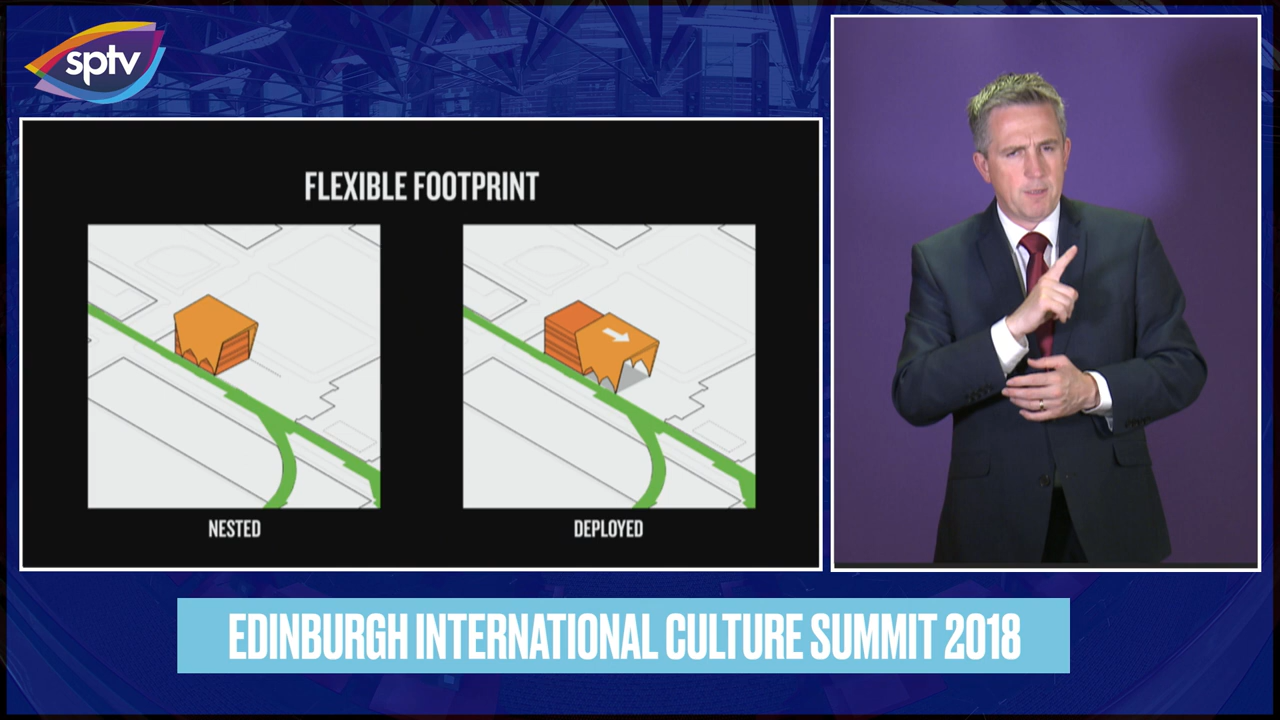 sptv
FLEXIBLE FOOTPRINT
NESTED
DEPLOYED
EDINBURGH INTERNATIONAL CULTURE SUMMIT 2018